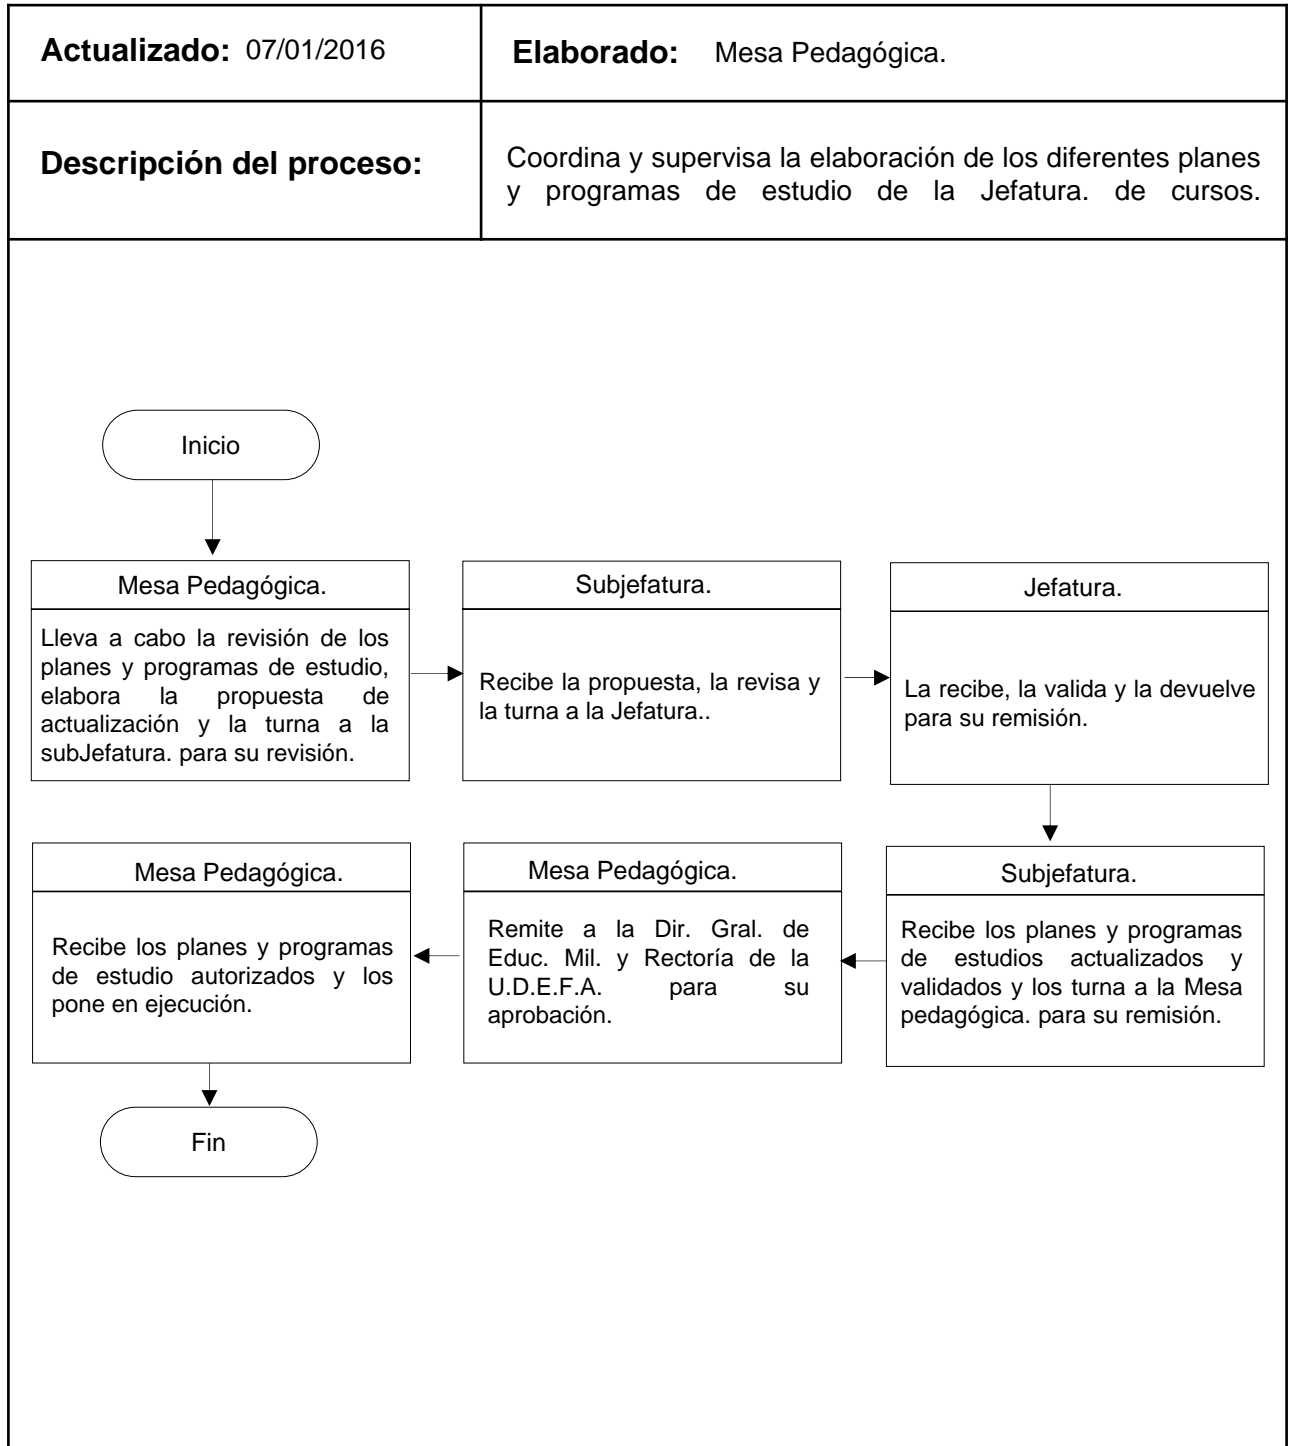 Actualizado: 07/01/2016
Elaborado: Mesa Pedagógica.
Descripción del proceso:
Coordina y supervisa la elaboración de los diferentes planes
y programas de estudio de la Jefatura. de cursos.
Inicio
Mesa Pedagógica.
Lleva a cabo la revisión de los
planes y programas de estudio,
elabora la propuesta de
actualización y la turna a la
subJefatura. para su revisión.
Subjefatura.
Recibe la propuesta, la revisa y
la turna a la Jefatura..
Jefatura.
La recibe, la valida y la devuelve
para su remisión.
Subjefatura.
Recibe los planes y programas
de estudios actualizados y
validados y los turna a la Mesa
pedagógica. para su remisión.
Mesa Pedagógica.
Remite a la Dir. Gral. de
Educ. Mil. y Rectoría de la
U.D.E.F.A. para su
aprobación.
Mesa Pedagógica.
Recibe los planes y programas
de estudio autorizados y los
pone en ejecución.
Fin